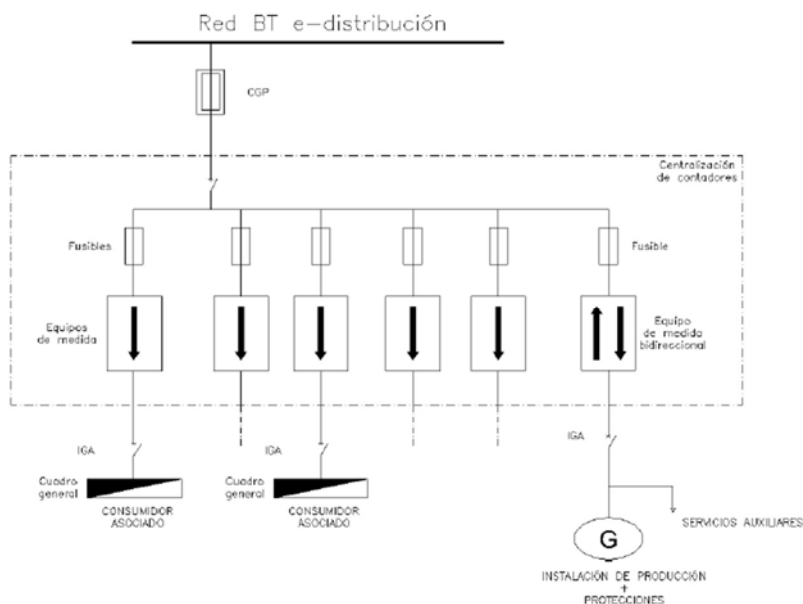 Red BT e-distribución
CGP
Centralización
de contadores
Fusibles
Fusible
Equipos
de medida
Equipo
de medida
bidireccional
IGA
IGA
IGA
Cuadro
general
Cuadro
general
CONSUMIDOR
ASOCIADO
CONSUMIDOR
ASOCIADO
SERVICIOS AUXILIARES
G
INSTALACIÓN DE PRODUCCIÓN
+
PROTECCIONES